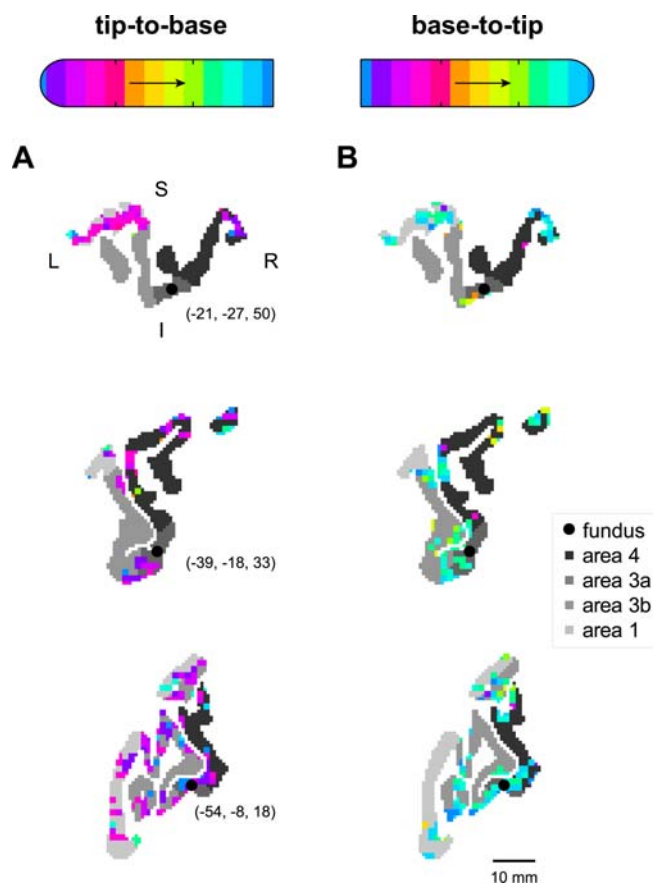 tip-to-base
base-to-tip
A
B
S
L
R
I
(-21, -27, 50)
(-39, -18, 33)
fundus
area 4
area 3a
area 3b
area 1
(-54, -8, 18)
10 mm